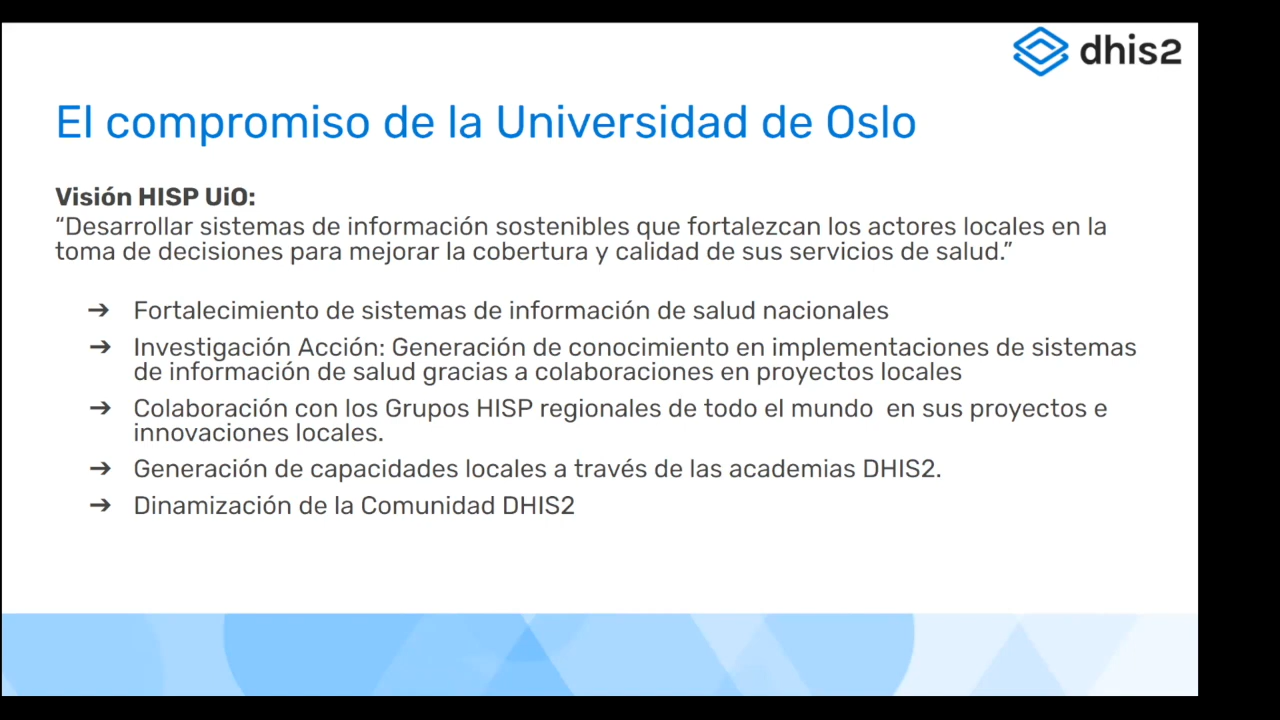 dhis2
El compromiso de la Universidad de Oslo
Visión HISP UiO:
“Desarrollar sistemas de información sostenibles que fortalezcan los actores locales en la
toma de decisiones para mejorar la cobertura y calidad de sus servicios de salud.”
➔ Fortalecimiento de sistemas de información de salud nacionales
➔ Investigación Acción: Generación de conocimiento en implementaciones de sistemas
de información de salud gracias a colaboraciones en proyectos locales
➔ Colaboración con los Grupos HISP regionales de todo el mundo en sus proyectos e
innovaciones locales.
➔ Generación de capacidades locales a través de las academias DHIS2.
➔ Dinamización de la Comunidad DHIS2